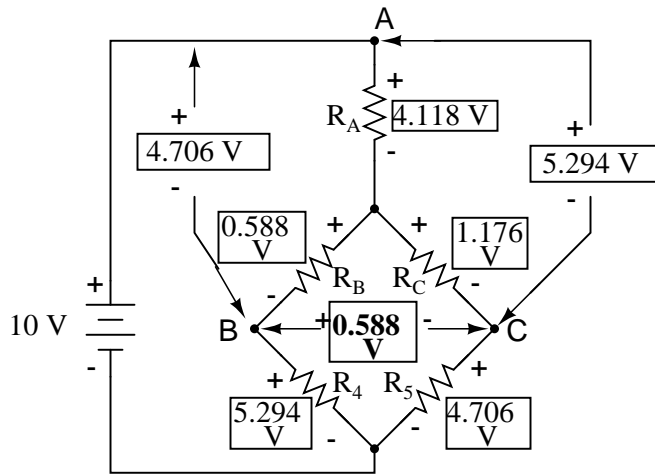 A
+
+
+
R_A
4.118 V
4.706 V
5.294 V
-
-
-
0.588
V
+
+
1.176
V
+
R_B
R_C
-
-
10 V
B
+
0.588
V
-
C
-
+
R_4
R_5
+
5.294
V
4.706
V
-
-